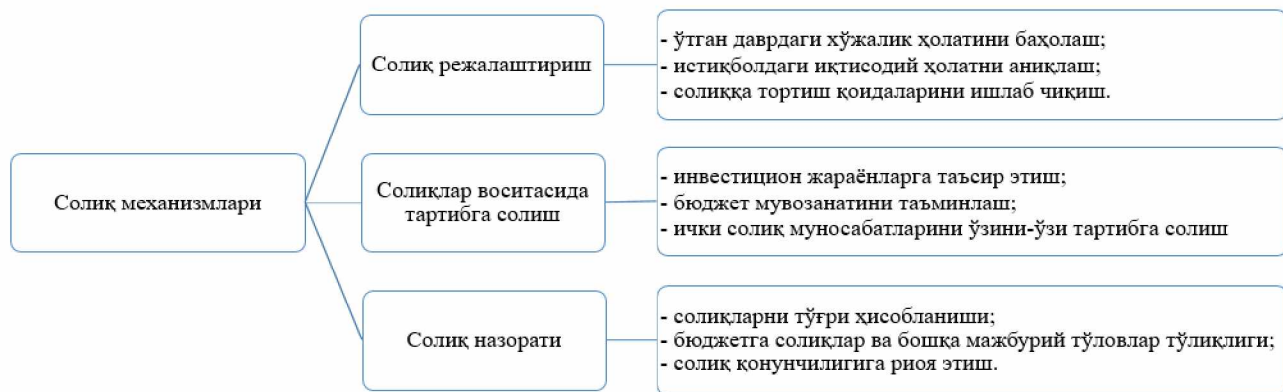 Солиқ механизмлари
Солиқ режалаштириш
- ўтган даврдаги хўжалик ҳолатини баҳолаш;
- истиқболдаги иқтисодий ҳолатни аниқлаш;
- солиққа тортиш қоидаларини ишлаб чиқиш.
Солиқлар воситасида
тартибга солиш
- инвестицион жараёнларга таъсир этиш;
- бюджет мувозанатини таъминлаш;
- ички солиқ муносабатларини ўзини-ўзи тартибга солиш
Солиқ назорати
- солиқларни тўғри ҳисобланиши;
- бюджетга солиқлар ва бошқа мажбурий тўловлар тўлиқлиги;
- солиқ қонунчилигига риоя этиш.